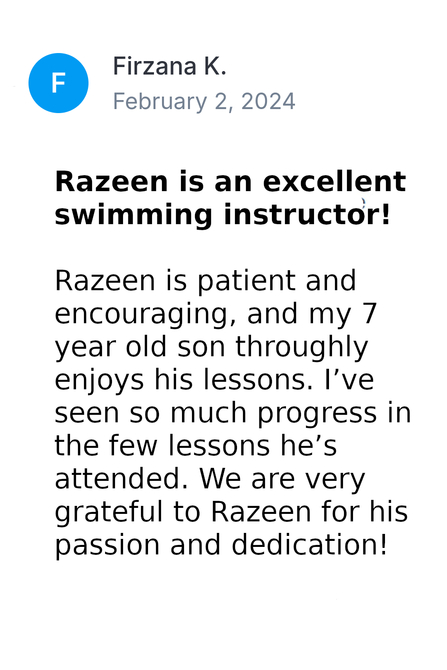 F
Firzana K.
February 2, 2024
Razeen is an excellent
swimming instructor!
Razeen is patient and
encouraging, and my 7
year old son throughly
enjoys his lessons. I’ve
seen so much progress in
the few lessons he’s
attended. We are very
grateful to Razeen for his
passion and dedication!